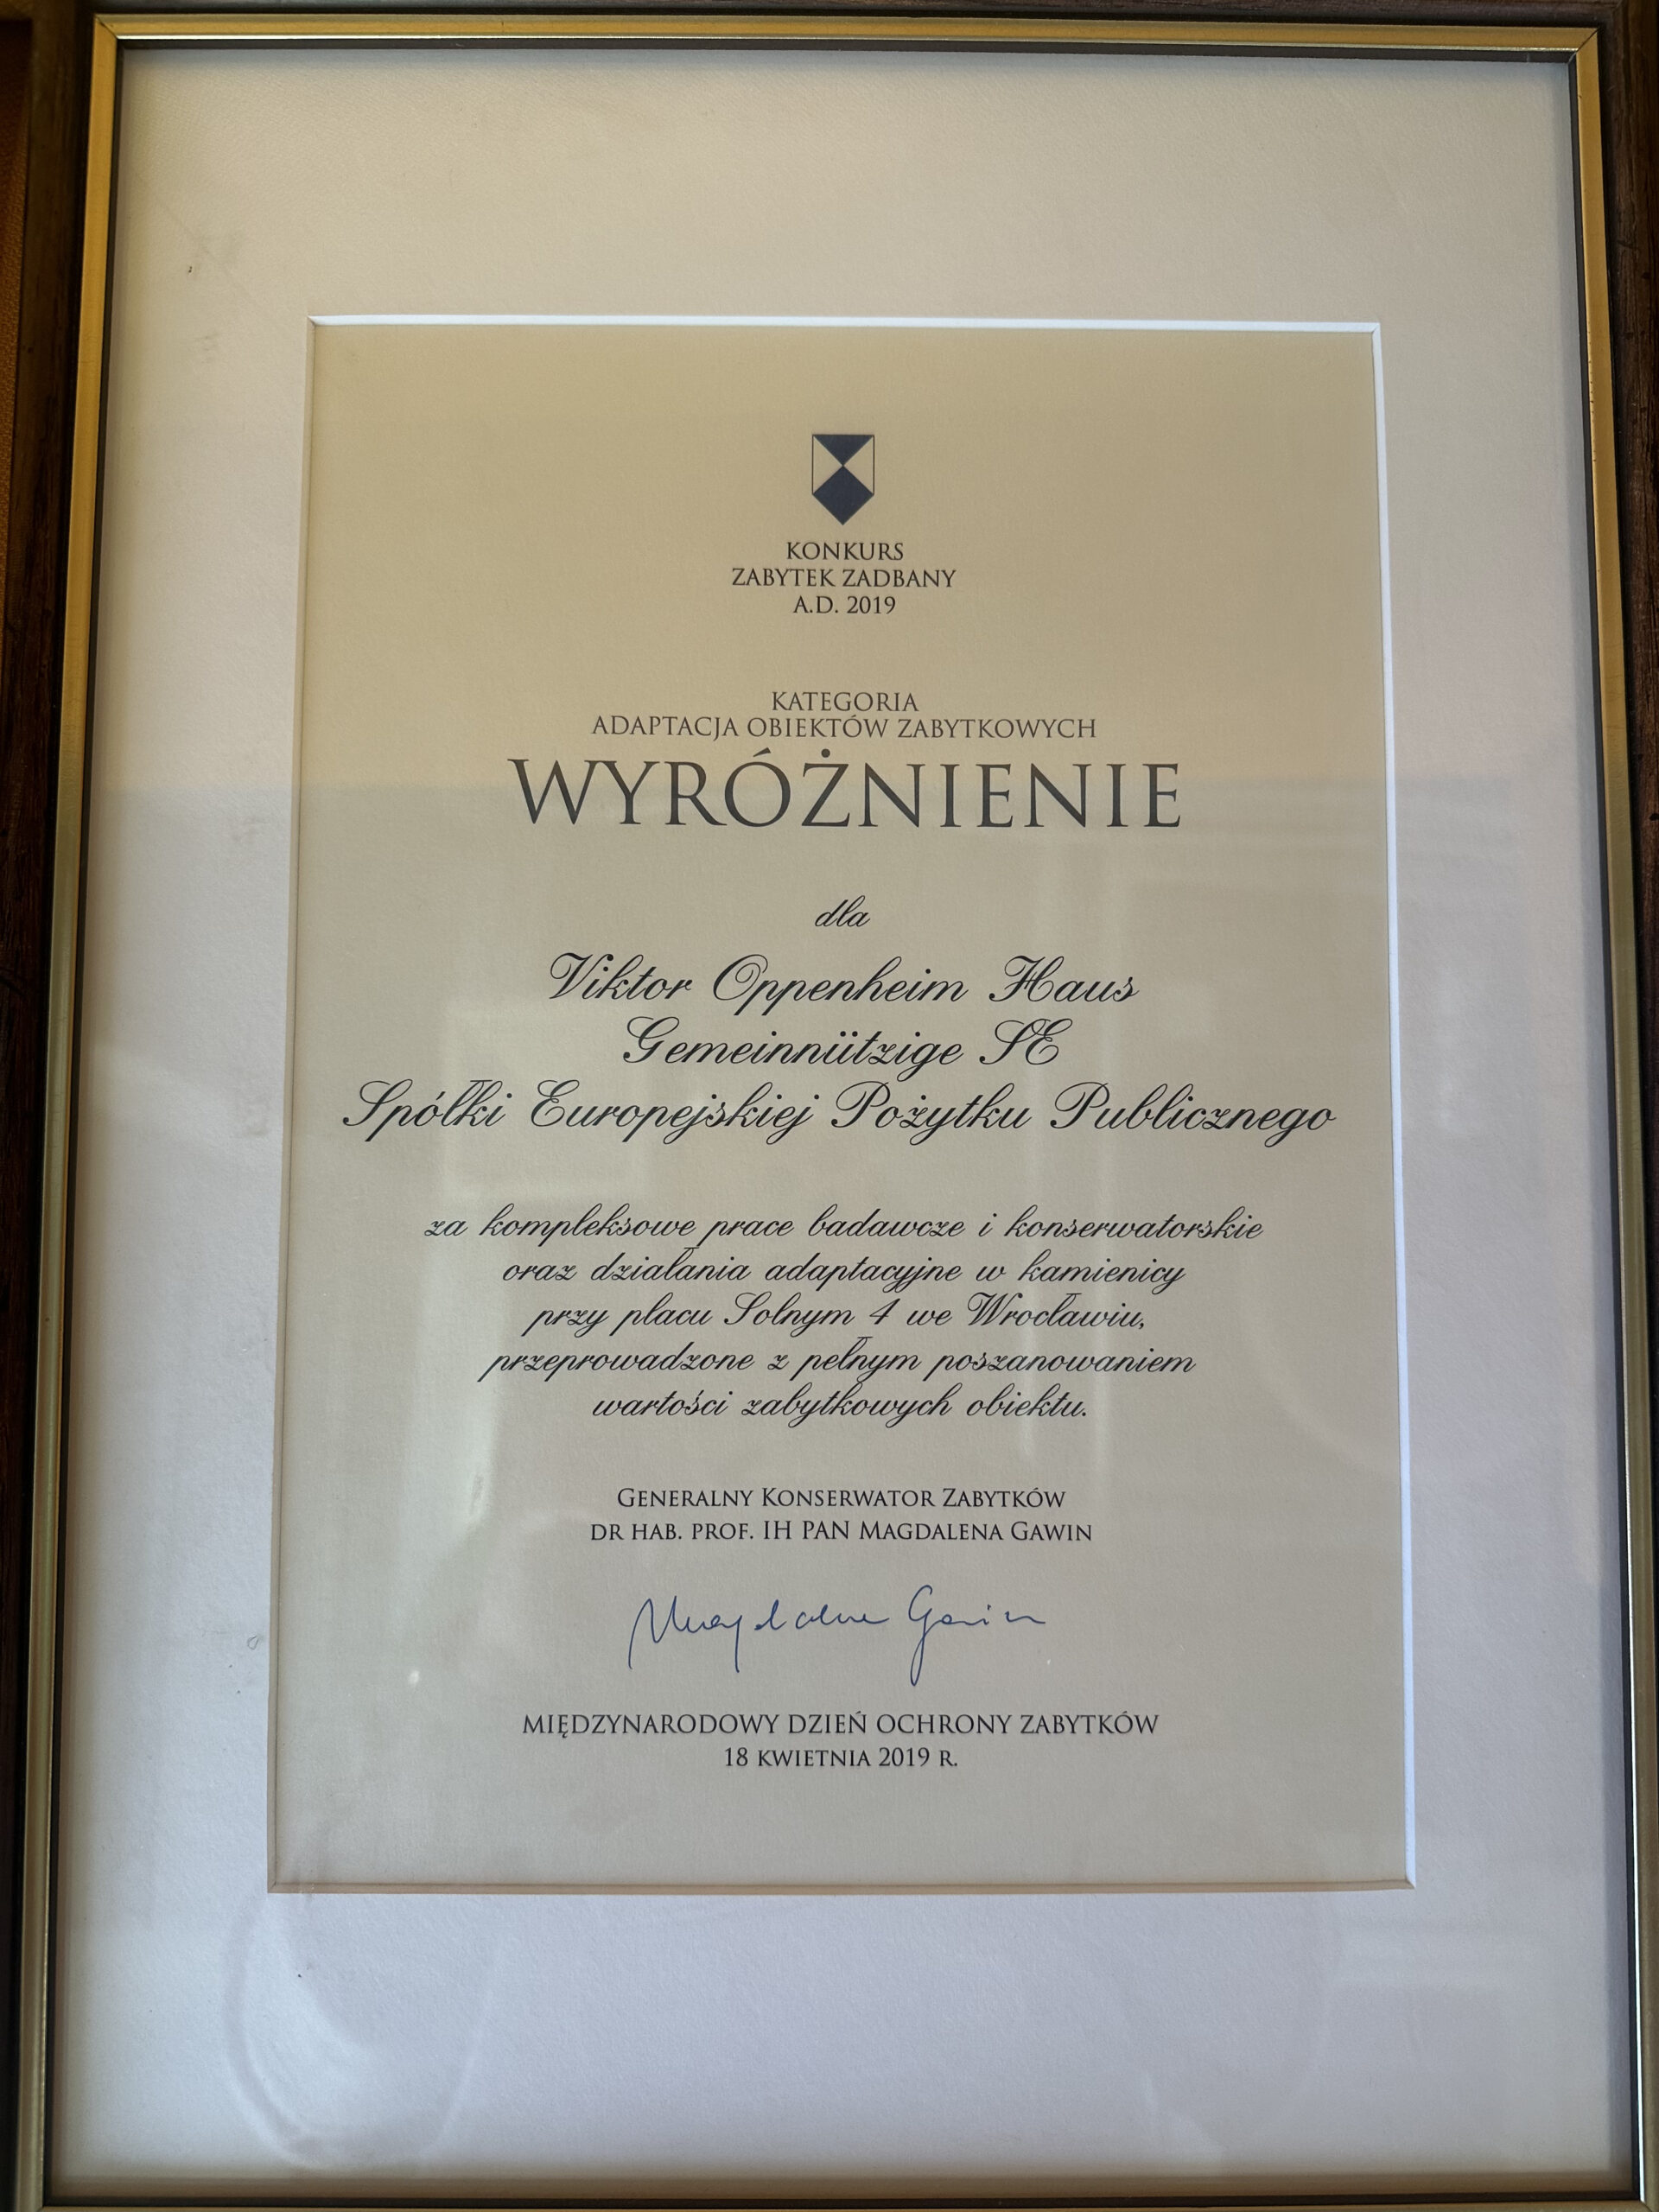 KONKURS
ZABYTEK ZADBANY
A.D. 2019
KATEGORIA
ADAPTACJA OBIEKTÓW ZABYTKOWYCH
WYRÓŻNIENIE
dla
Viktor Oppenheim Haus
Gemeinnützige SE
Spółki Europejskiej Pożytku Publicznego
za kompleksowe prace badawcze i konserwatorskie
oraz działania adaptacyjne w kamienicy
przy placu Solnym 4 we Wrocławiu,
przeprowadzone z pełnym poszanowaniem
wartości zabytkowych obiektu.
GENERALNY KONSERWATOR ZABYTKÓW
DR HAB. PROF. IH PAN MAGDALENA GAWIN
Magdalena Gawin
MIĘDZYNARODOWY DZIEŃ OCHRONY ZABYTKÓW
18 KWIETNIA 2019 R.